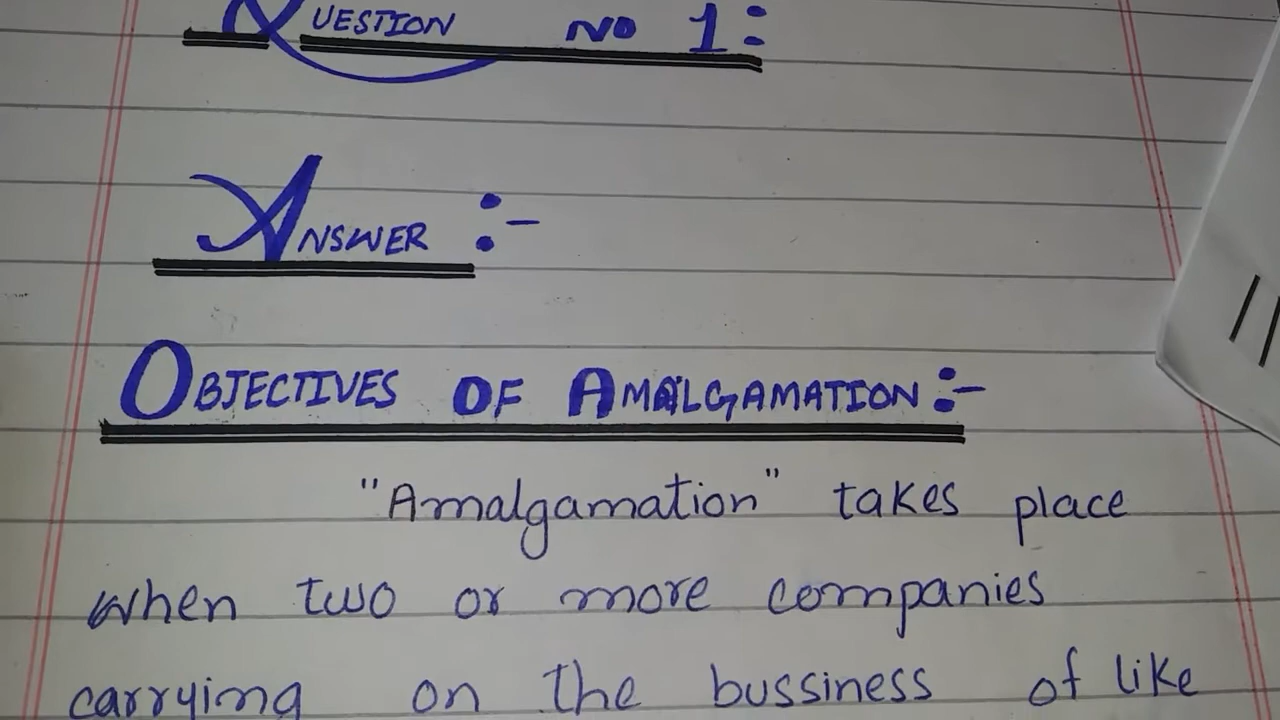 QUESTION NO 1:
ANSWER :-
OBJECTIVES OF AMALGAMATION:-
"Amalgamation" takes place
when two or more companies
carrying on the bussiness of like